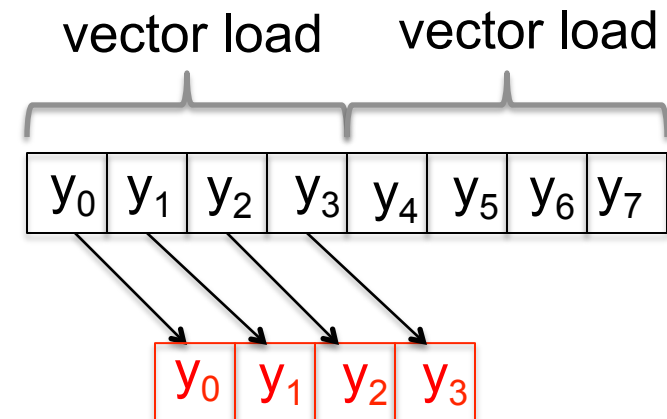 vector load vector load
y₀ y₁ y₂ y₃ y₄ y₅ y₆ y₇
y₀ y₁ y₂ y₃